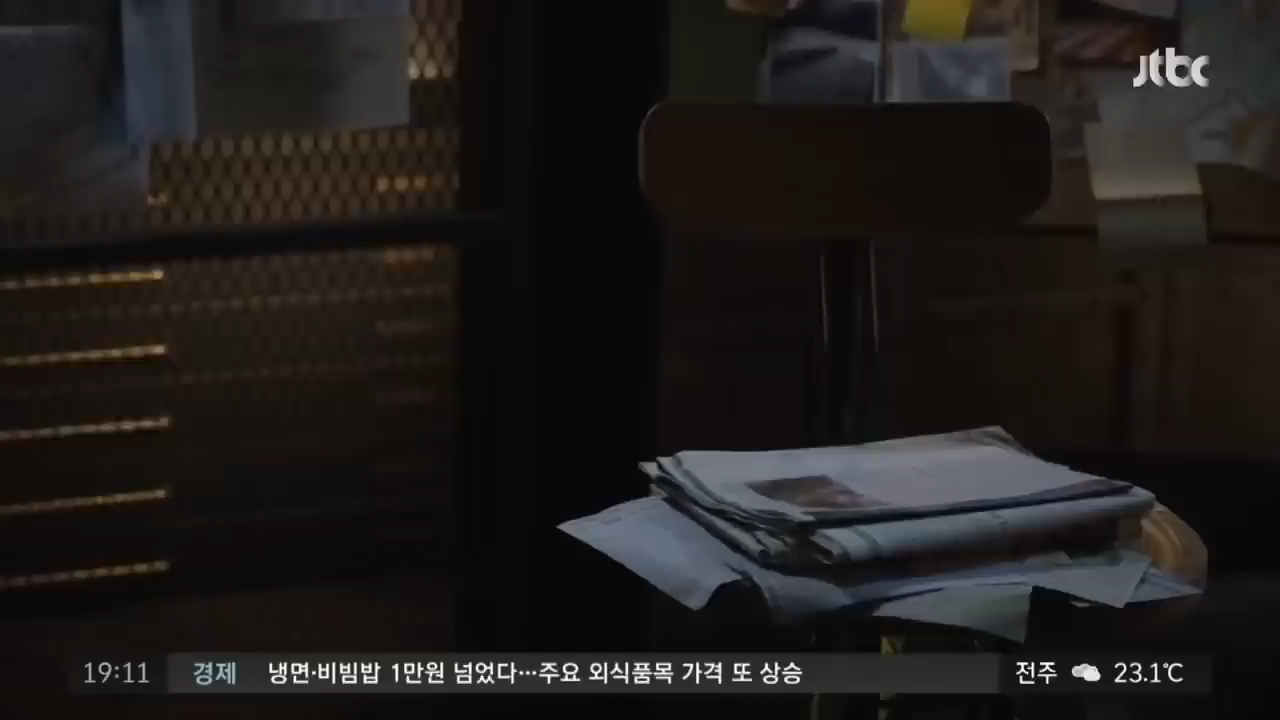 jtbc
19:11 경제 냉면·비빔밥 1만원 넘었다…주요 외식품목 가격 또 상승 전주 23.1℃